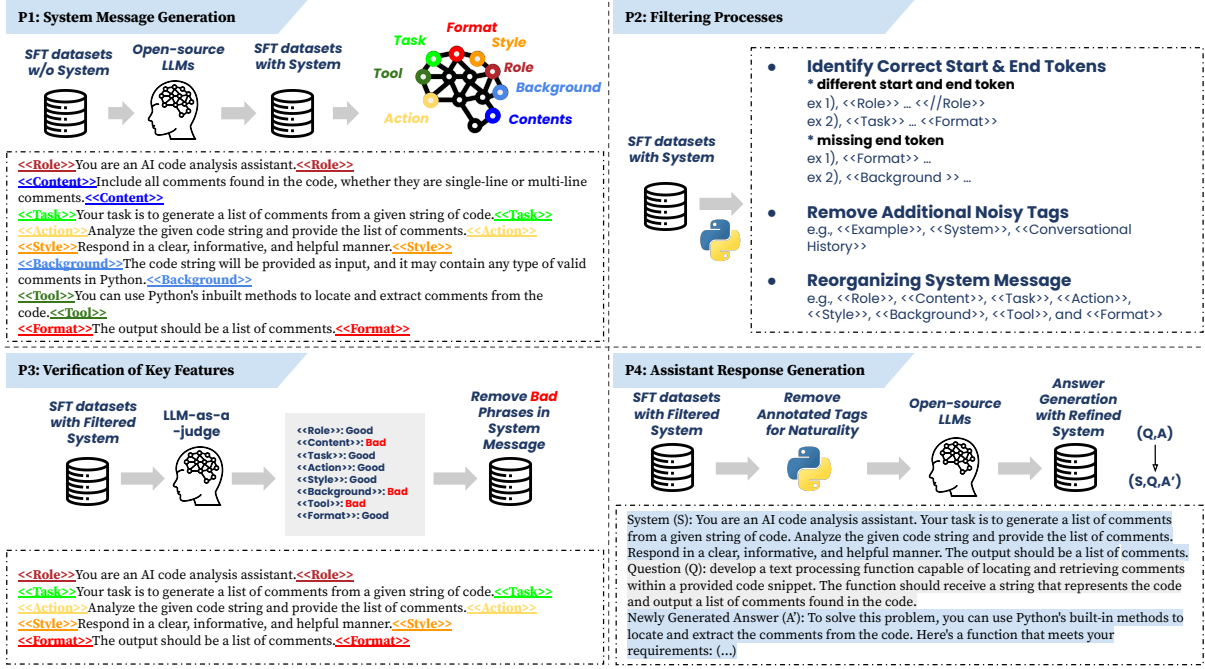 P1: System Message Generation
SFT datasets
w/o System
Open-source
LLMs
SFT datasets
with System
Format
Task
Style
Tool
Role
Background
Action
Contents
<<Role>>You are an AI code analysis assistant.<<Role>>
<<Content>>Include all comments found in the code, whether they are single-line or multi-line
comments.<<Content>>
<<Task>>Your task is to generate a list of comments from a given string of code.<<Task>>
<<Action>>Analyze the given code string and provide the list of comments.<<Action>>
<<Style>>Respond in a clear, informative, and helpful manner.<<Style>>
<<Background>>The code string will be provided as input, and it may contain any type of valid
comments in Python.<<Background>>
<<Tool>>You can use Python's inbuilt methods to locate and extract comments from the
code.<<Tool>>
<<Format>>The output should be a list of comments.<<Format>>
P2: Filtering Processes
SFT datasets
with System
● Identify Correct Start & End Tokens
* different start and end token
ex 1), <<Role>> ... <<//Role>>
ex 2), <<Task>> ... <<Format>>
* missing end token
ex 1), <<Format>> ...
ex 2), <<Background >> ...
● Remove Additional Noisy Tags
e.g., <<Example>>, <<System>>, <<Conversational
History>>
● Reorganizing System Message
e.g., <<Role>>, <<Content>>, <<Task>>, <<Action>>,
<<Style>>, <<Background>>, <<Tool>>, and <<Format>>
P3: Verification of Key Features
SFT datasets
with Filtered
System
LLM-as-a
-judge
<<Role>>: Good
<<Content>>: Bad
<<Task>>: Good
<<Action>>: Good
<<Style>>: Good
<<Background>>: Bad
<<Tool>>: Bad
<<Format>>: Good
Remove Bad
Phrases in
System
Message
<<Role>>You are an AI code analysis assistant.<<Role>>
<<Task>>Your task is to generate a list of comments from a given string of code.<<Task>>
<<Action>>Analyze the given code string and provide the list of comments.<<Action>>
<<Style>>Respond in a clear, informative, and helpful manner.<<Style>>
<<Format>>The output should be a list of comments.<<Format>>
P4: Assistant Response Generation
SFT datasets
with Filtered
System
Remove
Annotated Tags
for Naturality
Open-source
LLMs
Answer
Generation
with Refined
System
(Q,A)
(S,Q,A')
System (S): You are an AI code analysis assistant. Your task is to generate a list of comments
from a given string of code. Analyze the given code string and provide the list of comments.
Respond in a clear, informative, and helpful manner. The output should be a list of comments.
Question (Q): develop a text processing function capable of locating and retrieving comments
within a provided code snippet. The function should receive a string that represents the code
and output a list of comments found in the code.
Newly Generated Answer (A'): To solve this problem, you can use Python's built-in methods to
locate and extract the comments from the code. Here's a function that meets your
requirements: (...)